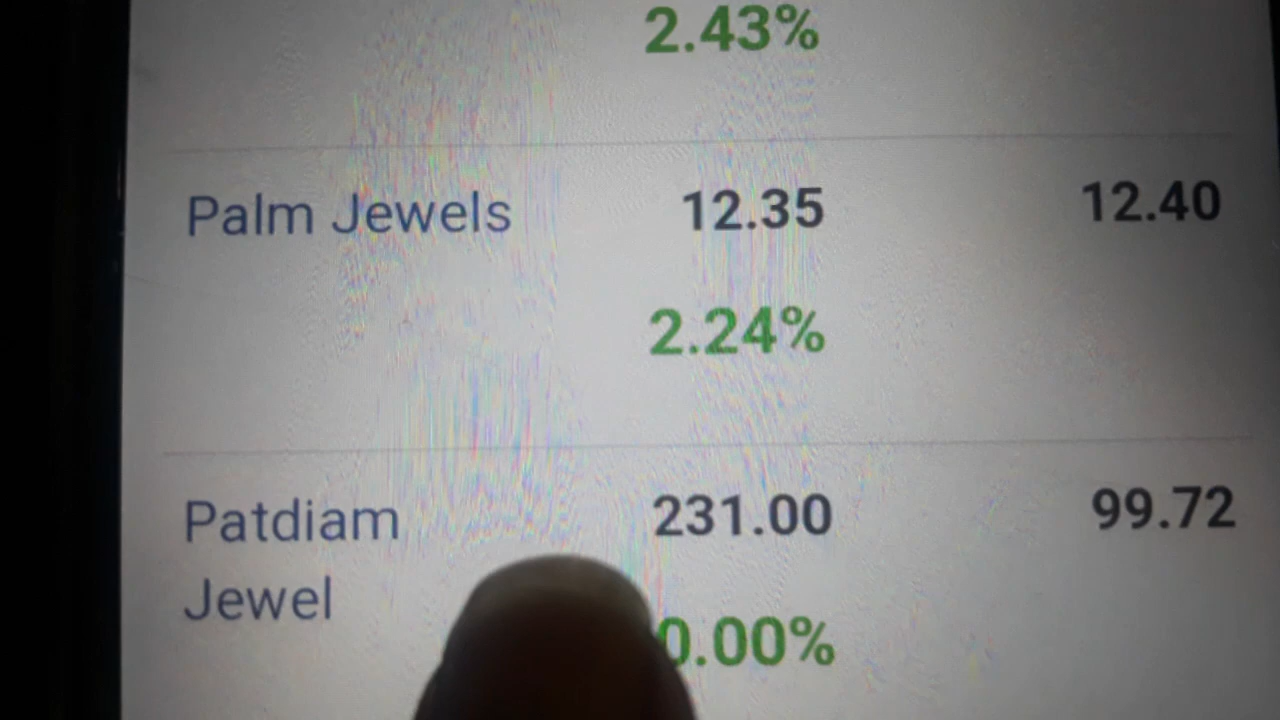 2.43%
Palm Jewels 12.35 12.40
2.24%
Patdiam 231.00 99.72
Jewel
0.00%